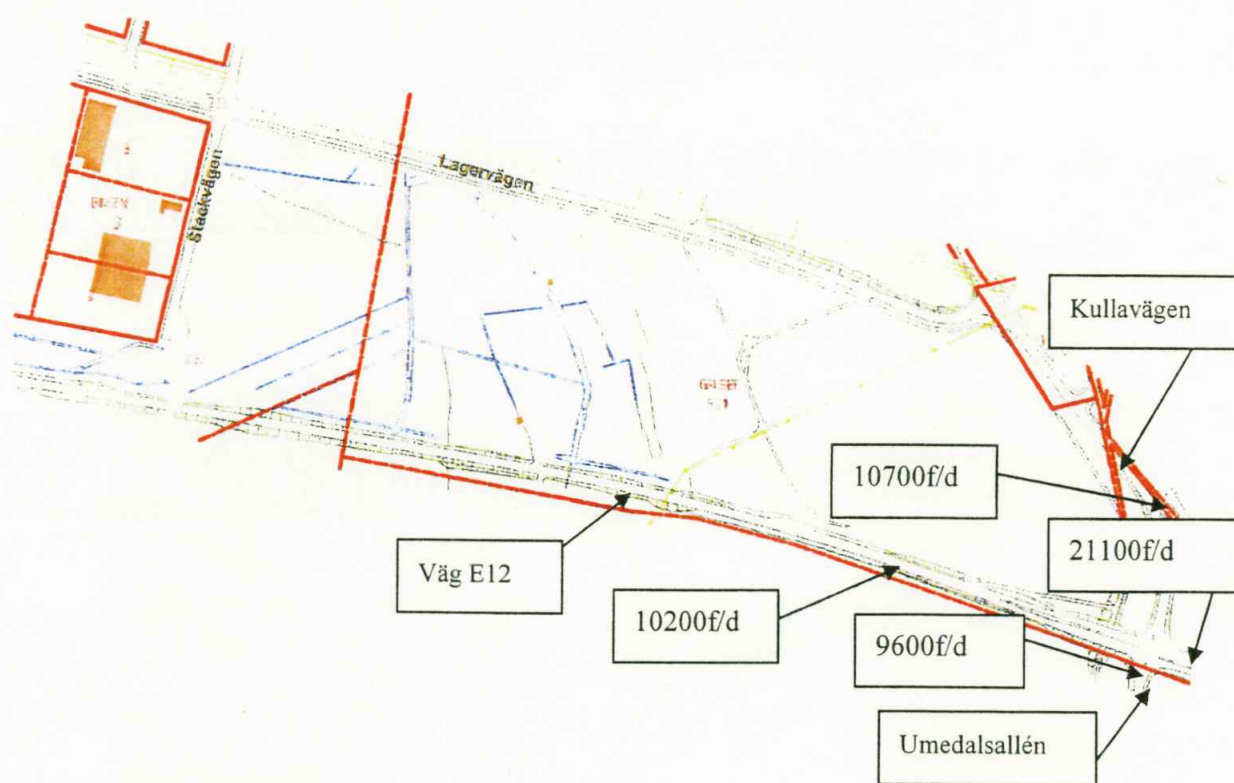 Lagervägen
Stackvägen
Kullavägen
10700f/d
21100f/d
Väg E12
10200f/d
9600f/d
Umedalsallén